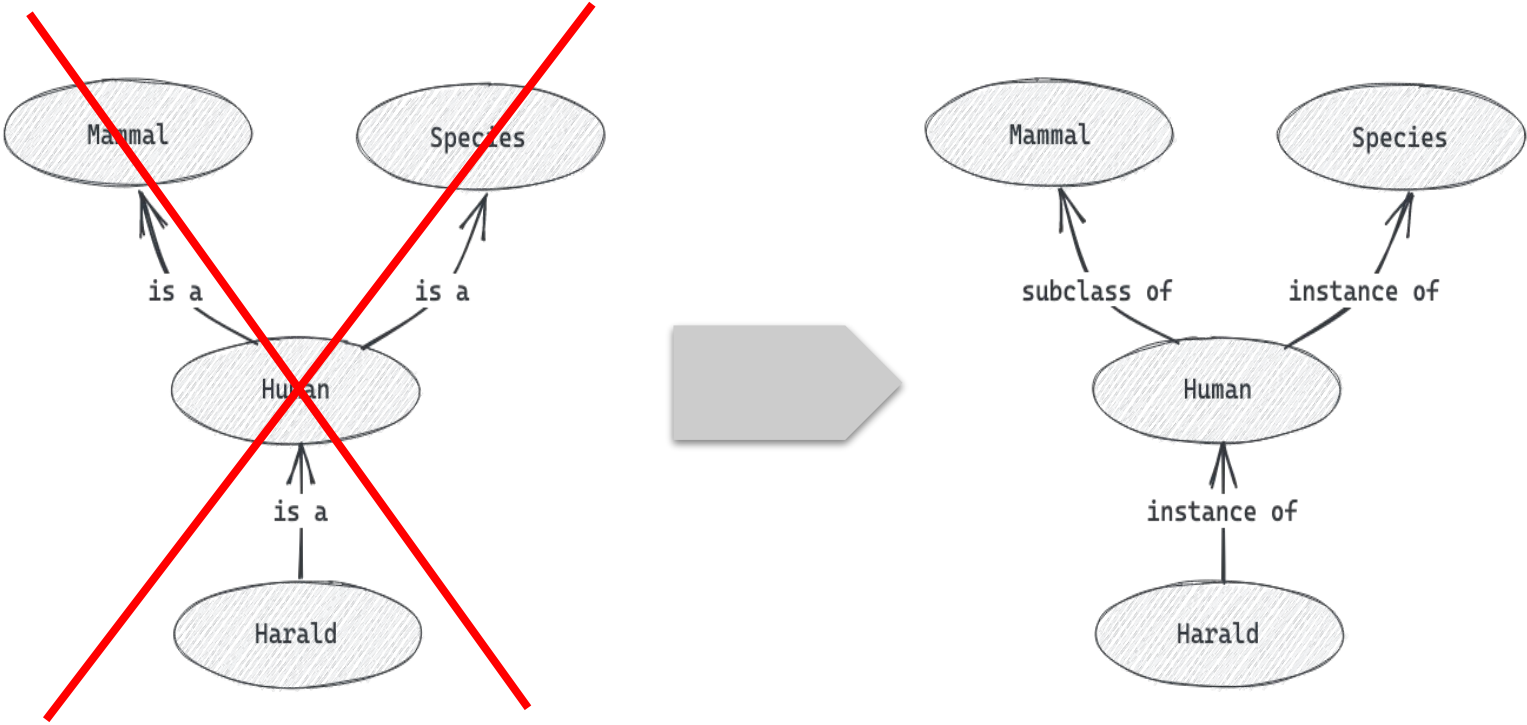 Mammal
Species
is a
is a
Human
is a
Harald
Mammal
Species
subclass of
instance of
Human
instance of
Harald